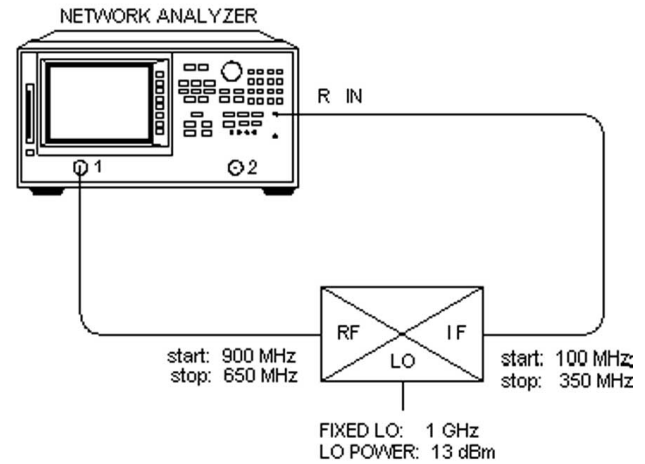 NETWORK ANALYZER
R IN
1
2
RF
IF
LO
start: 900 MHz
stop: 650 MHz
start: 100 MHz;
stop: 350 MHz
FIXED LO: 1 GHz
LO POWER: 13 dBm